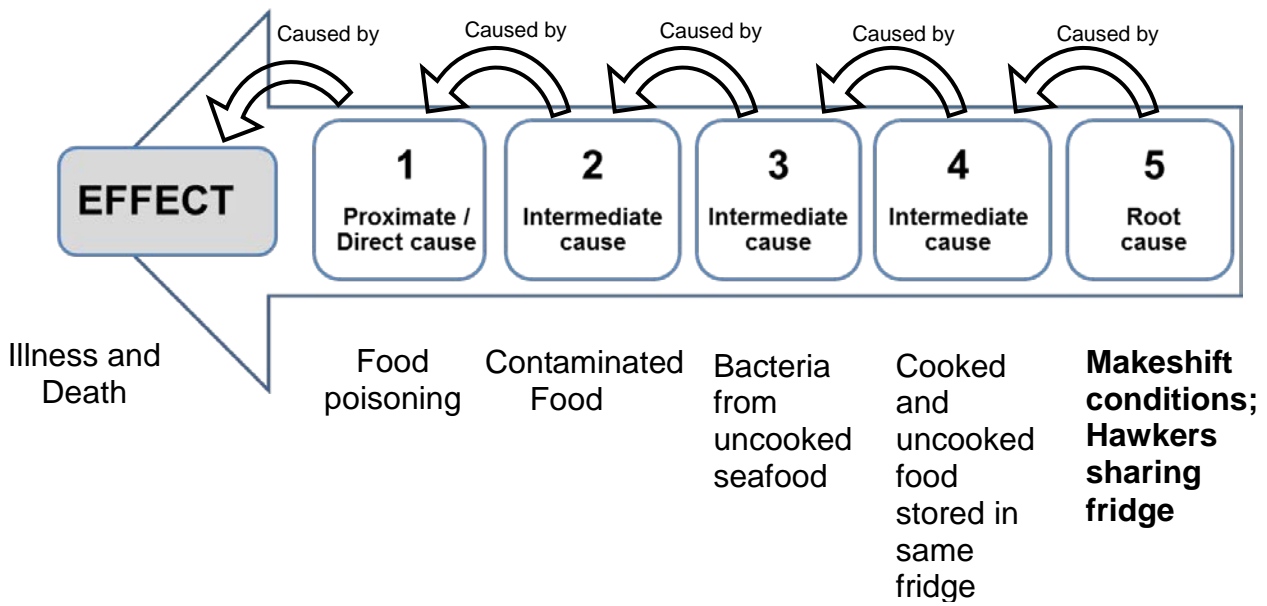 Caused by
Caused by
Caused by
Caused by
Caused by
EFFECT
1
Proximate /
Direct cause
2
Intermediate
cause
3
Intermediate
cause
4
Intermediate
cause
5
Root
cause
Illness and
Death
Food
poisoning
Contaminated
Food
Bacteria
from
uncooked
seafood
Cooked
and
uncooked
food
stored in
same
fridge
Makeshift
conditions;
Hawkers
sharing
fridge